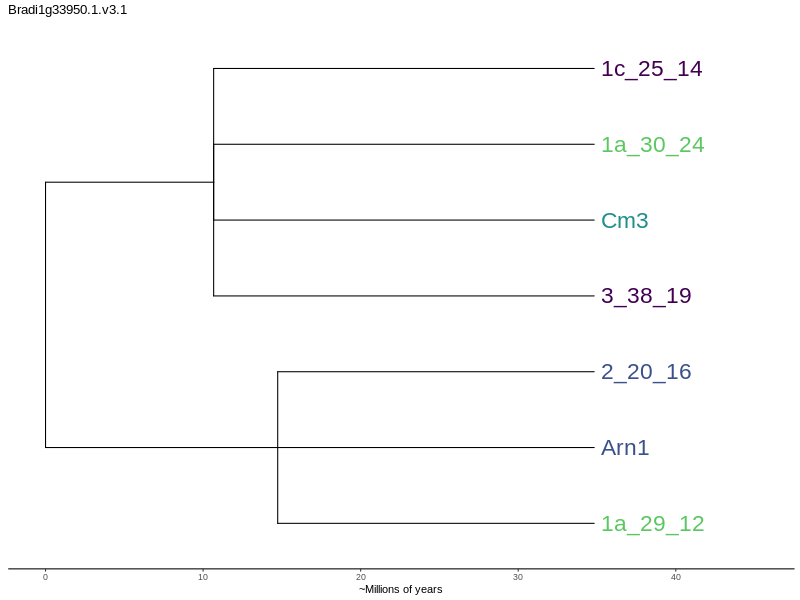 Bradi1g33950.1.v3.1
1c_25_14
1a_30_24
Cm3
3_38_19
2_20_16
Arn1
1a_29_12
0 10 20 30 40
~Millions of years